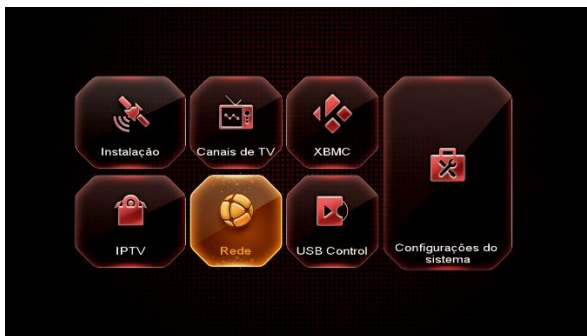 Instalação
Canais de TV
XBMC
IPTV
Rede
USB Control
Configurações do
sistema